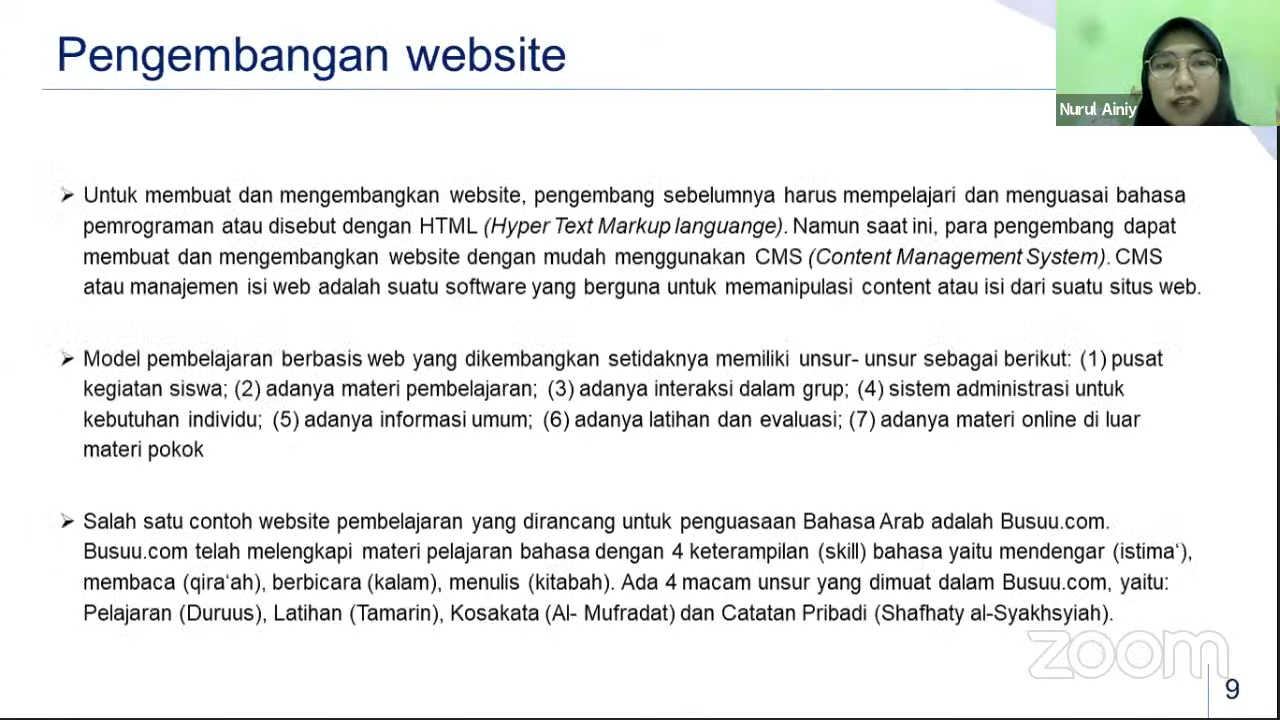 Pengembangan website
Nurul Ainiy
➢ Untuk membuat dan mengembangkan website, pengembang sebelumnya harus mempelajari dan menguasai bahasa
pemrograman atau disebut dengan HTML (Hyper Text Markup languange). Namun saat ini, para pengembang dapat
membuat dan mengembangkan website dengan mudah menggunakan CMS (Content Management System). CMS
atau manajemen isi web adalah suatu software yang berguna untuk memanipulasi content atau isi dari suatu situs web.
➢ Model pembelajaran berbasis web yang dikembangkan setidaknya memiliki unsur- unsur sebagai berikut: (1) pusat
kegiatan siswa; (2) adanya materi pembelajaran; (3) adanya interaksi dalam grup; (4) sistem administrasi untuk
kebutuhan individu; (5) adanya informasi umum; (6) adanya latihan dan evaluasi; (7) adanya materi online di luar
materi pokok
➢ Salah satu contoh website pembelajaran yang dirancang untuk penguasaan Bahasa Arab adalah Busuu.com.
Busuu.com telah melengkapi materi pelajaran bahasa dengan 4 keterampilan (skill) bahasa yaitu mendengar (istima‘),
membaca (qira‘ah), berbicara (kalam), menulis (kitabah). Ada 4 macam unsur yang dimuat dalam Busuu.com, yaitu:
Pelajaran (Duruus), Latihan (Tamarin), Kosakata (Al- Mufradat) dan Catatan Pribadi (Shafhaty al-Syakhsyiah).
zoom
9